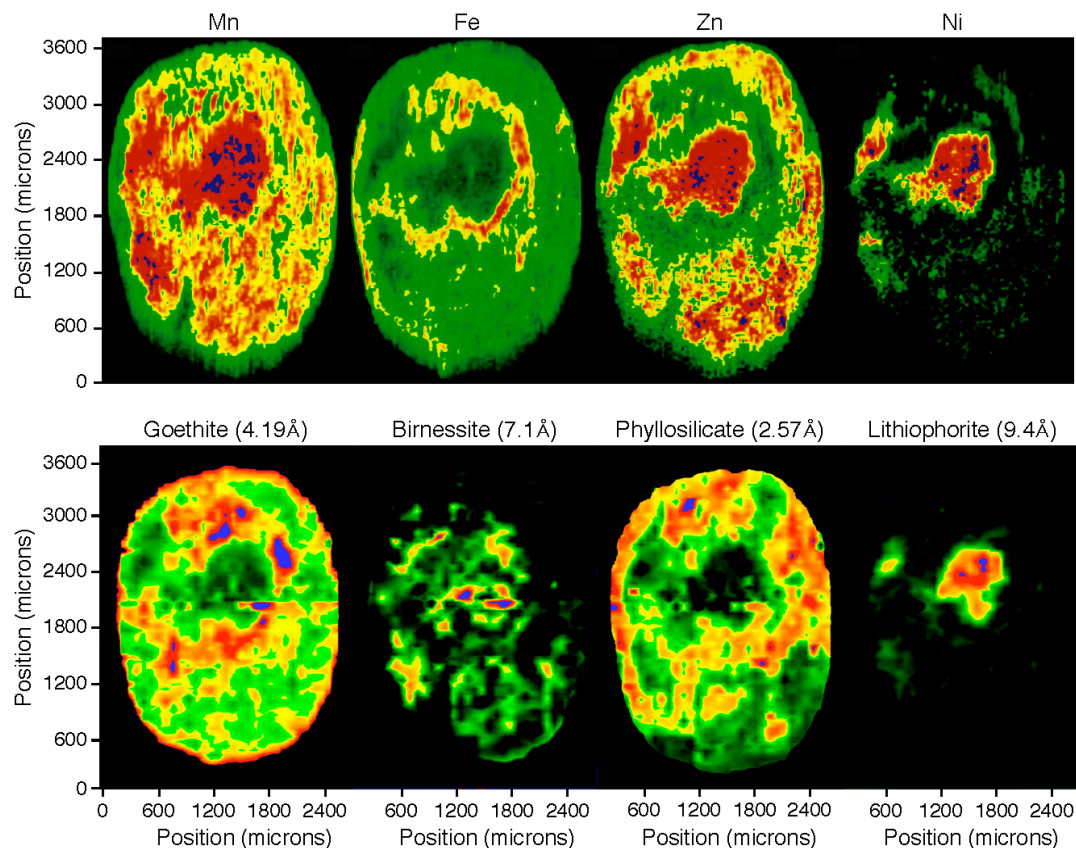 Mn Fe Zn Ni
3600
3000
2400
1800
1200
600
0
Position (microns)
Goethite (4.19Å) Birnessite (7.1Å) Phyllosilicate (2.57Å) Lithiophorite (9.4Å)
3600
3000
2400
1800
1200
600
0
Position (microns)
0 600 1200 1800 2400 600 1200 1800 2400 600 1200 1800 2400 600 1200 1800 2400
Position (microns) Position (microns) Position (microns) Position (microns)